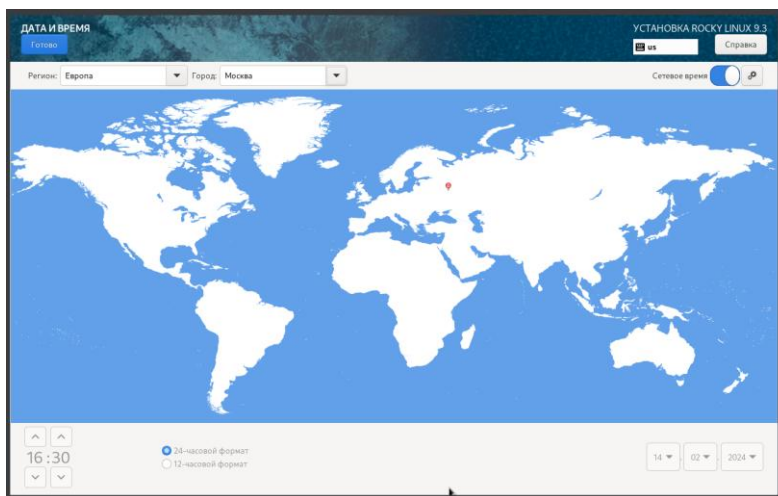 ДАТА И ВРЕМЯ
УСТАНОВКА ROCKY LINUX 9.3
Готово
us
Справка
Регион: Европа
Город: Москва
Сетевое время
16:30
24-часовой формат
12-часовой формат
14 . 02 . 2024